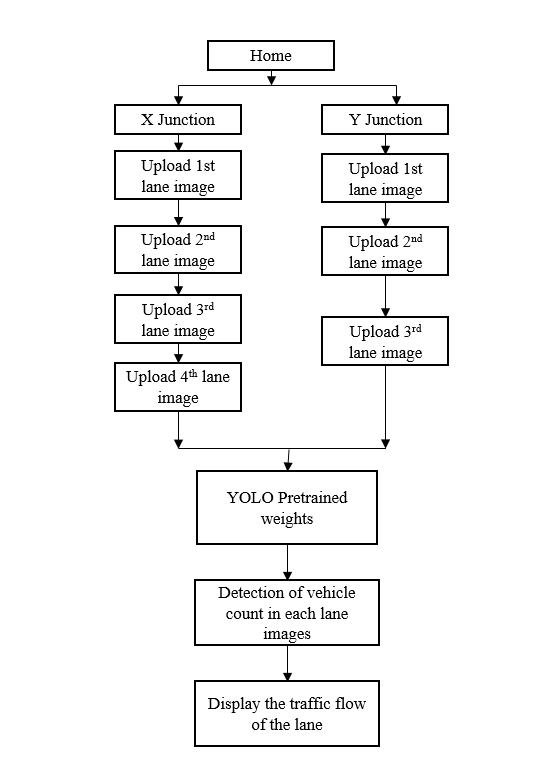 Home
X Junction
Y Junction
Upload 1st
lane image
Upload 1st
lane image
Upload 2nd
lane image
Upload 2nd
lane image
Upload 3rd
lane image
Upload 3rd
lane image
Upload 4th lane
image
YOLO Pretrained
weights
Detection of vehicle
count in each lane
images
Display the traffic flow
of the lane